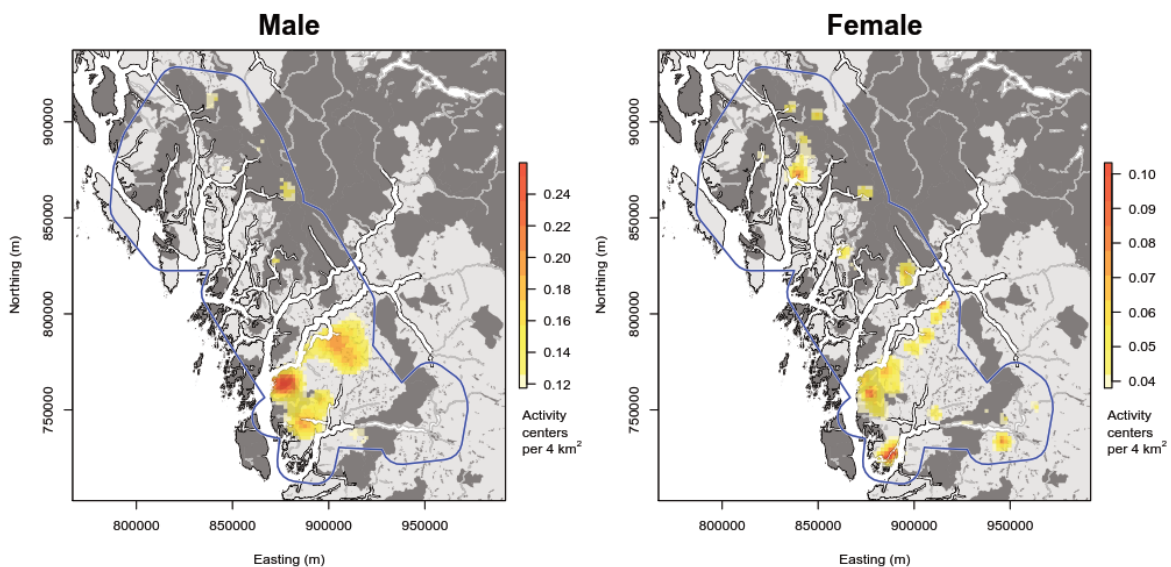 Male
Northing (m)
900000
850000
800000
750000
800000
850000
900000
950000
Easting (m)
0.24
0.22
0.20
0.18
0.16
0.14
0.12
Activity
centers
per 4 km²
Female
Northing (m)
900000
850000
800000
750000
800000
850000
900000
950000
Easting (m)
0.10
0.09
0.08
0.07
0.06
0.05
0.04
Activity
centers
per 4 km²